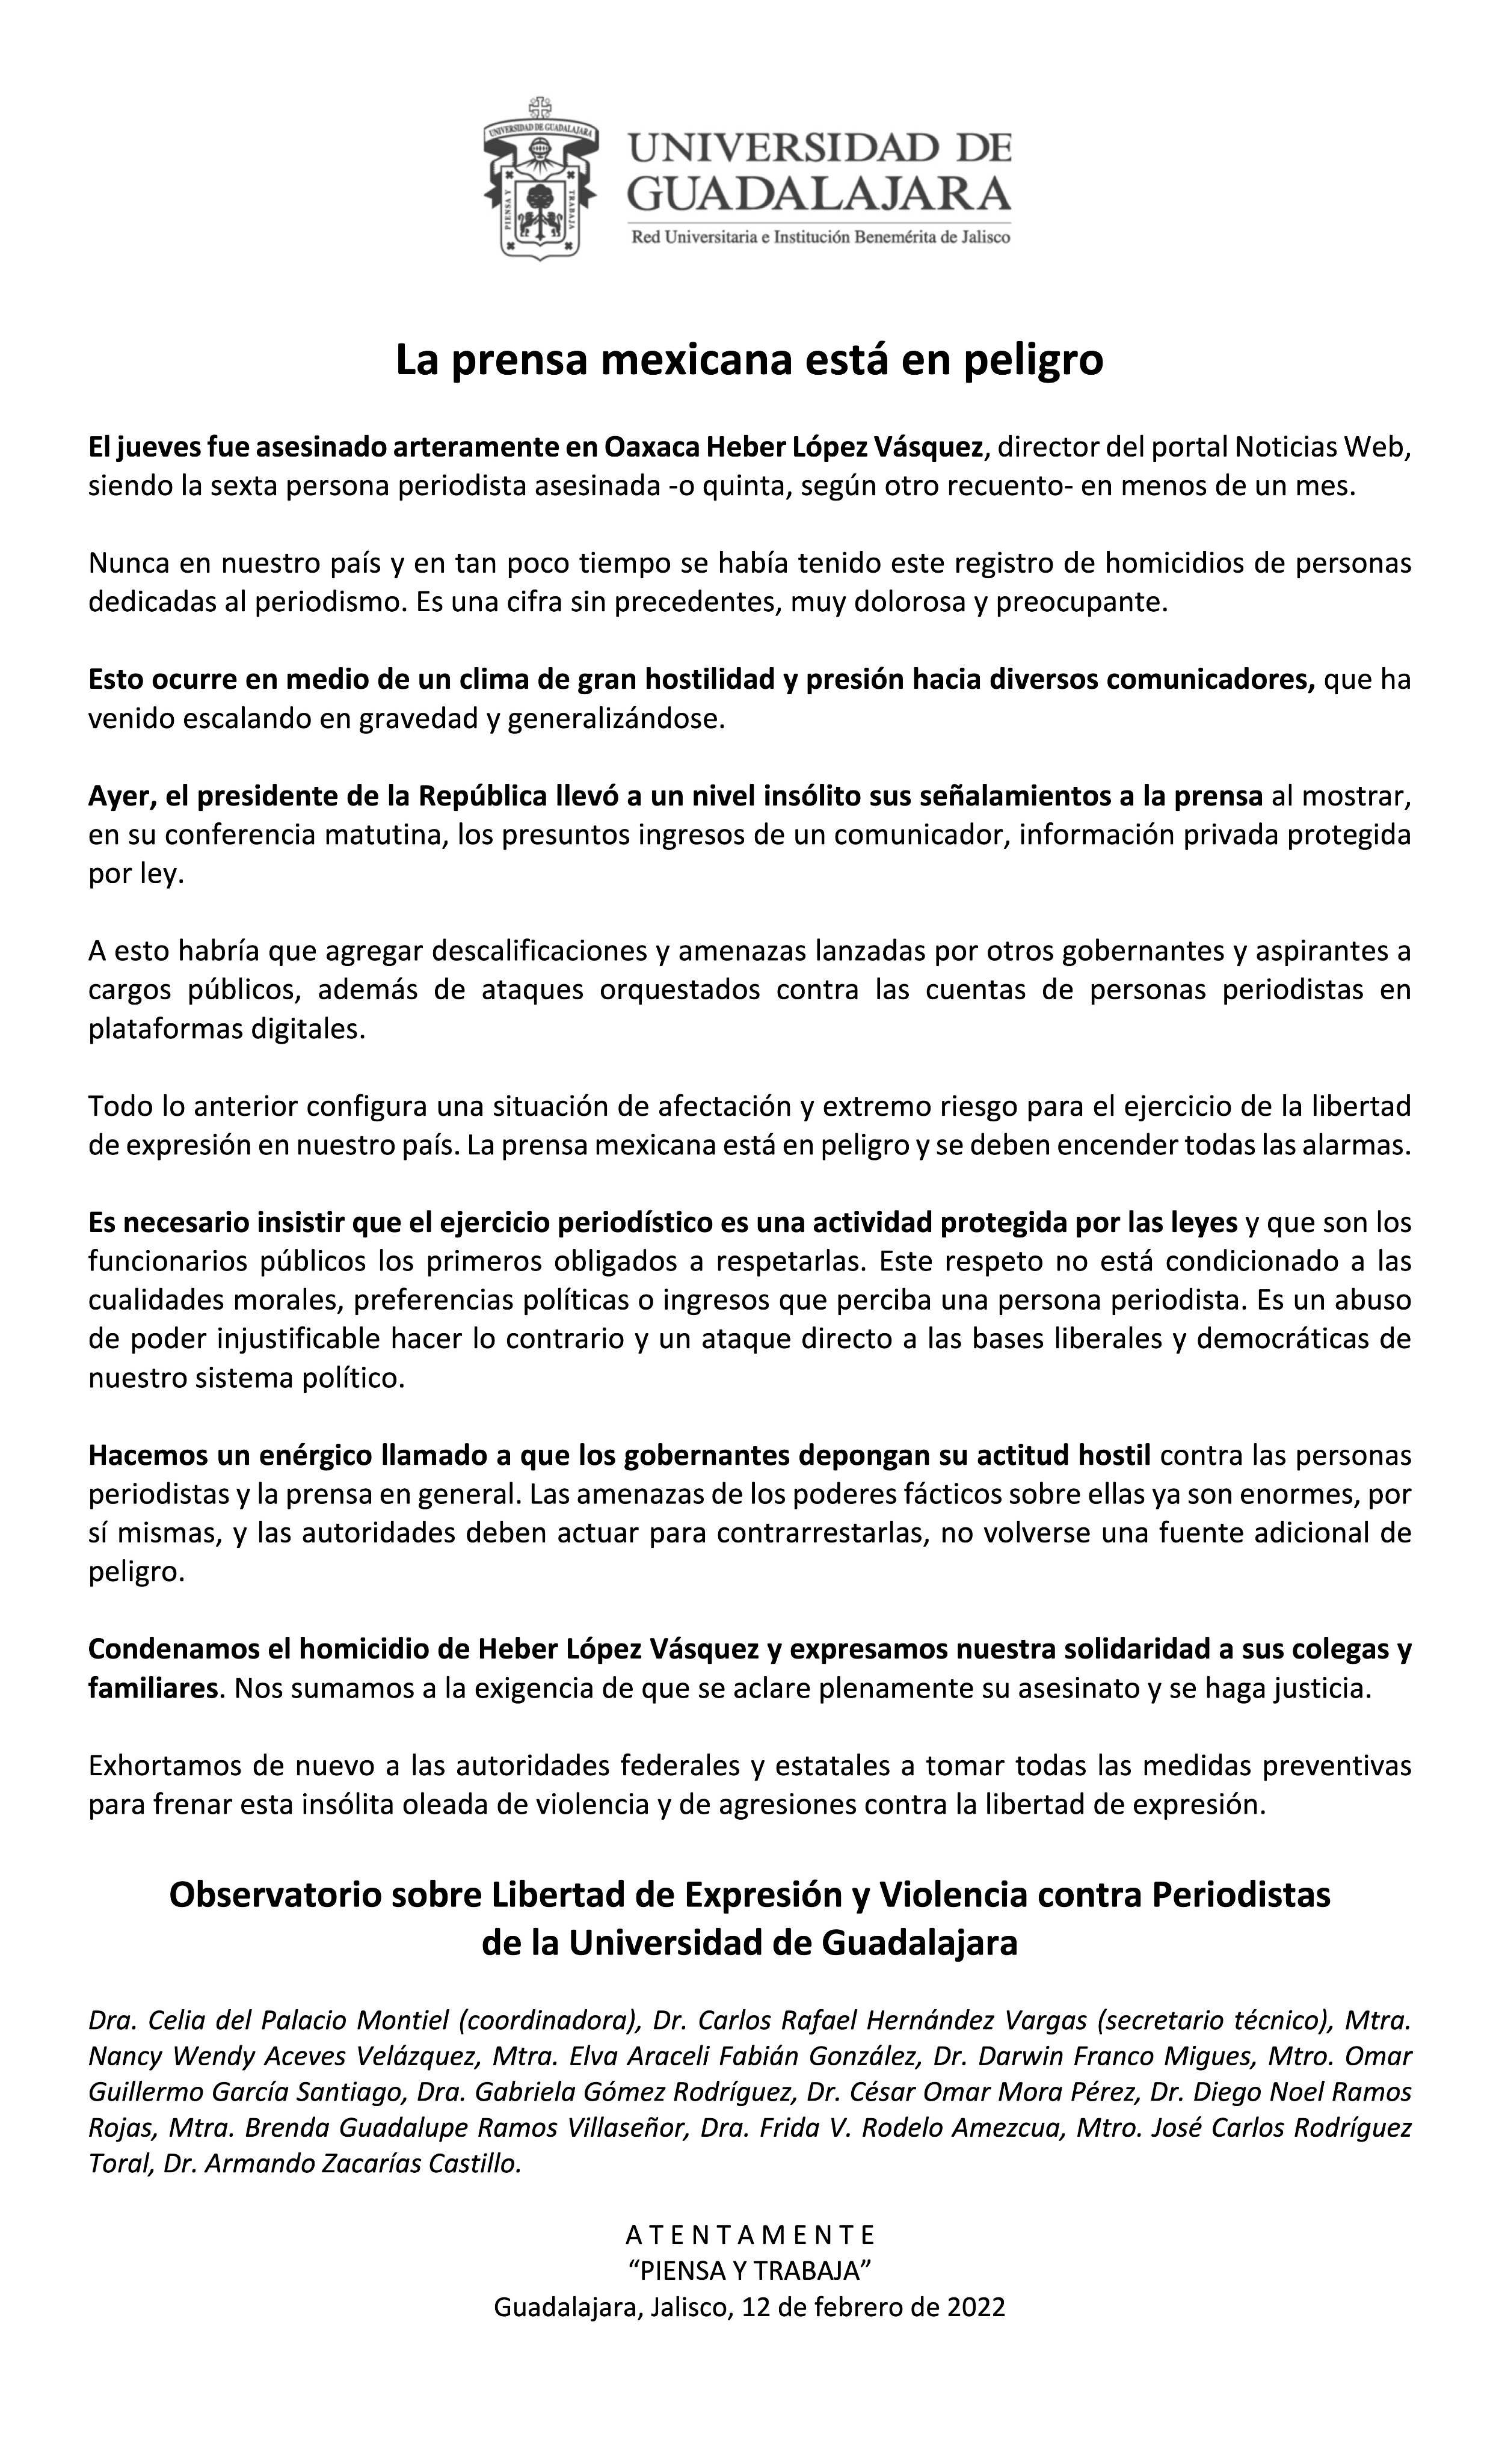 UNIVERSIDAD DE GUADALAJARA
PIENSA Y
TRABAJA
UNIVERSIDAD DE
GUADALAJARA
Red Universitaria e Institución Benemérita de Jalisco
La prensa mexicana está en peligro
El jueves fue asesinado arteramente en Oaxaca Heber López Vásquez, director del portal Noticias Web,
siendo la sexta persona periodista asesinada -o quinta, según otro recuento- en menos de un mes.
Nunca en nuestro país y en tan poco tiempo se había tenido este registro de homicidios de personas
dedicadas al periodismo. Es una cifra sin precedentes, muy dolorosa y preocupante.
Esto ocurre en medio de un clima de gran hostilidad y presión hacia diversos comunicadores, que ha
venido escalando en gravedad y generalizándose.
Ayer, el presidente de la República llevó a un nivel insólito sus señalamientos a la prensa al mostrar,
en su conferencia matutina, los presuntos ingresos de un comunicador, información privada protegida
por ley.
A esto habría que agregar descalificaciones y amenazas lanzadas por otros gobernantes y aspirantes a
cargos públicos, además de ataques orquestados contra las cuentas de personas periodistas en
plataformas digitales.
Todo lo anterior configura una situación de afectación y extremo riesgo para el ejercicio de la libertad
de expresión en nuestro país. La prensa mexicana está en peligro y se deben encender todas las alarmas.
Es necesario insistir que el ejercicio periodístico es una actividad protegida por las leyes y que son los
funcionarios públicos los primeros obligados a respetarlas. Este respeto no está condicionado a las
cualidades morales, preferencias políticas o ingresos que perciba una persona periodista. Es un abuso
de poder injustificable hacer lo contrario y un ataque directo a las bases liberales y democráticas de
nuestro sistema político.
Hacemos un enérgico llamado a que los gobernantes depongan su actitud hostil contra las personas
periodistas y la prensa en general. Las amenazas de los poderes fácticos sobre ellas ya son enormes, por
sí mismas, y las autoridades deben actuar para contrarrestarlas, no volverse una fuente adicional de
peligro.
Condenamos el homicidio de Heber López Vásquez y expresamos nuestra solidaridad a sus colegas y
familiares. Nos sumamos a la exigencia de que se aclare plenamente su asesinato y se haga justicia.
Exhortamos de nuevo a las autoridades federales y estatales a tomar todas las medidas preventivas
para frenar esta insólita oleada de violencia y de agresiones contra la libertad de expresión.
Observatorio sobre Libertad de Expresión y Violencia contra Periodistas
de la Universidad de Guadalajara
Dra. Celia del Palacio Montiel (coordinadora), Dr. Carlos Rafael Hernández Vargas (secretario técnico), Mtra.
Nancy Wendy Aceves Velázquez, Mtra. Elva Araceli Fabián González, Dr. Darwin Franco Migues, Mtro. Omar
Guillermo García Santiago, Dra. Gabriela Gómez Rodríguez, Dr. César Omar Mora Pérez, Dr. Diego Noel Ramos
Rojas, Mtra. Brenda Guadalupe Ramos Villaseñor, Dra. Frida V. Rodelo Amezcua, Mtro. José Carlos Rodríguez
Toral, Dr. Armando Zacarías Castillo.
A T E N T A M E N T E
“PIENSA Y TRABAJA”
Guadalajara, Jalisco, 12 de febrero de 2022